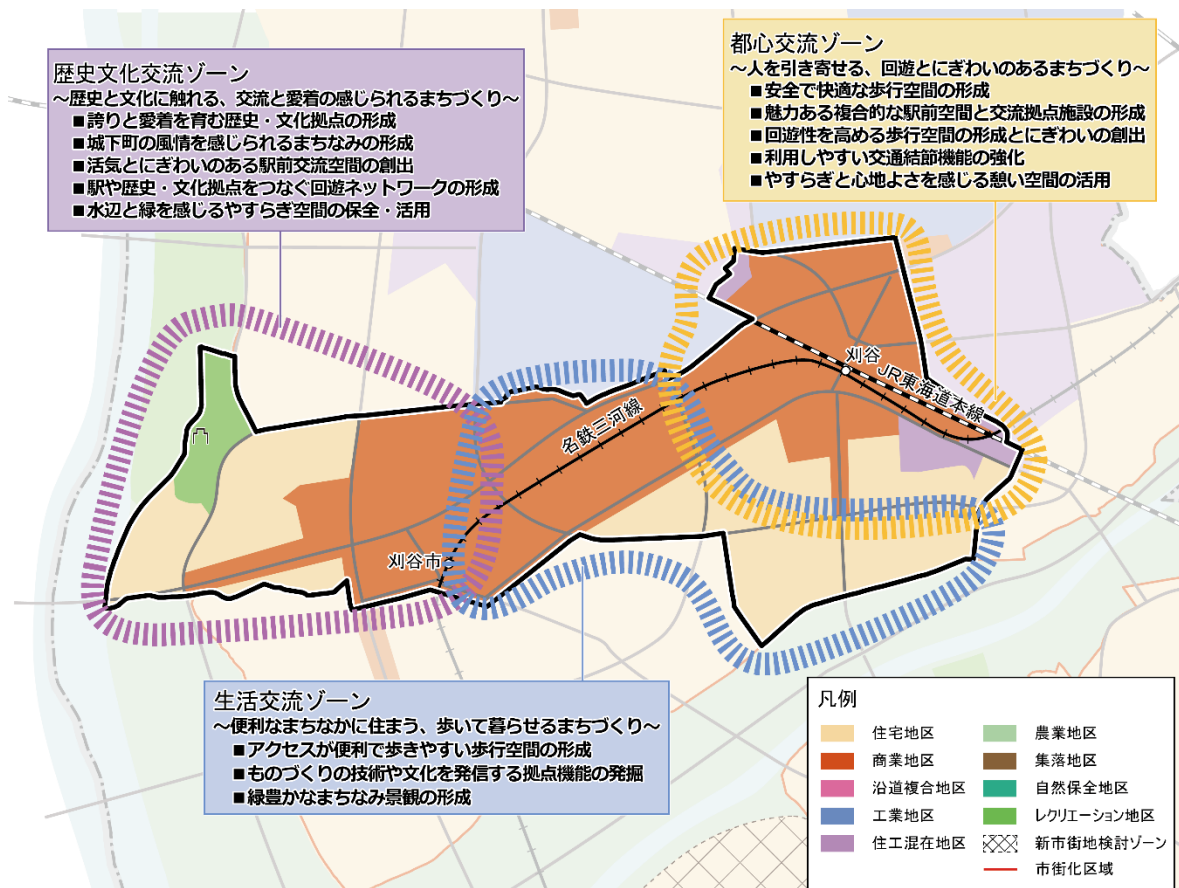 歴史文化交流ゾーン
～歴史と文化に触れる、交流と愛着の感じられるまちづくり～
■誇りと愛着を育む歴史・文化拠点の形成
■城下町の風情を感じられるまちなみの形成
■活気とにぎわいのある駅前交流空間の創出
■駅や歴史・文化拠点をつなぐ回遊ネットワークの形成
■水辺と緑を感じるやすらぎ空間の保全・活用
都心交流ゾーン
～人を引き寄せる、回遊とにぎわいのあるまちづくり～
■安全で快適な歩行空間の形成
■魅力ある複合的な駅前空間と交流拠点施設の形成
■回遊性を高める歩行空間の形成とにぎわいの創出
■利用しやすい交通結節機能の強化
■やすらぎと心地よさを感じる憩い空間の活用
刈谷
JR東海道本線
名鉄三河線
刈谷市
生活交流ゾーン
～便利なまちなかに住まう、歩いて暮らせるまちづくり～
■アクセスが便利で歩きやすい歩行空間の形成
■ものづくりの技術や文化を発信する拠点機能の発掘
■緑豊かなまちなみ景観の形成
凡例
住宅地区
商業地区
沿道複合地区
工業地区
住工混在地区
農業地区
集落地区
自然保全地区
レクリエーション地区
新市街地検討ゾーン
市街化区域